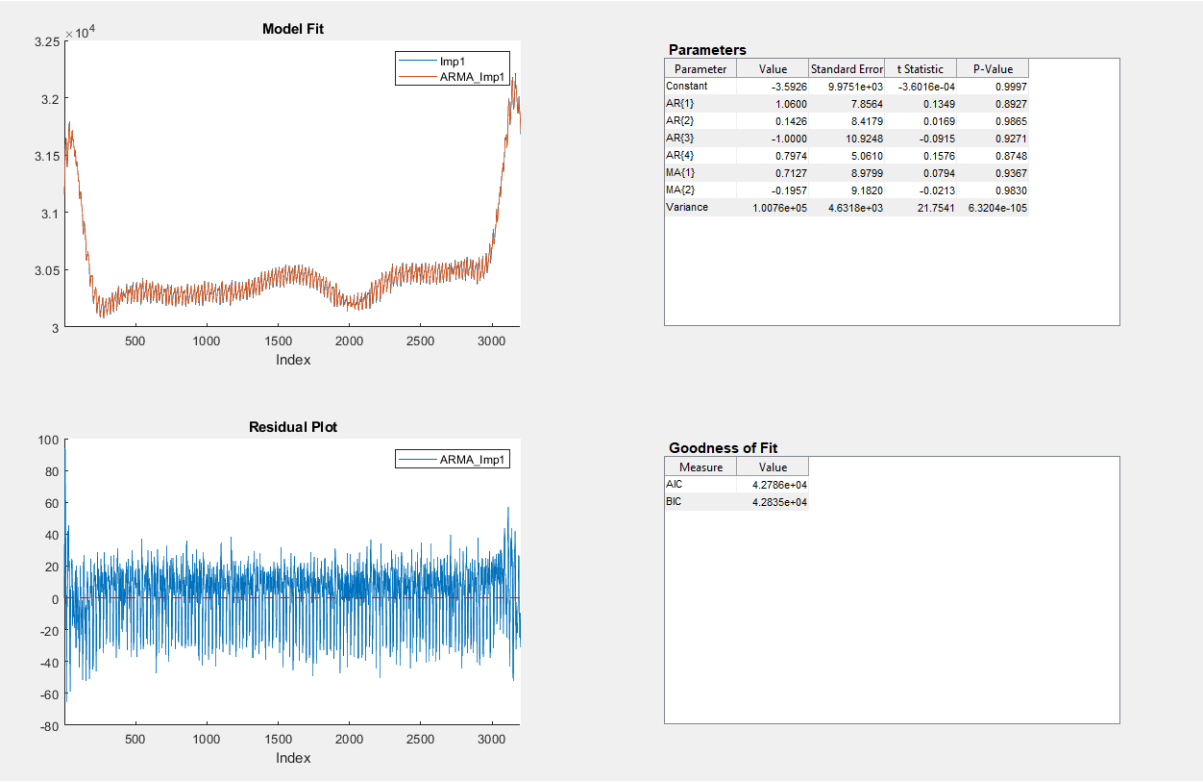 Model Fit
3.25 ×10⁴
3.2
3.15
3.1
3.05
3
500 1000 1500 2000 2500 3000
Index
Imp1
ARMA_Imp1
Parameters
Parameter Value Standard Error t Statistic P-Value
Constant -3.5926 9.9751e+03 -3.6016e-04 0.9997
AR{1} 1.0600 7.8564 0.1349 0.8927
AR{2} 0.1426 8.4179 0.0169 0.9865
AR{3} -1.0000 10.9248 -0.0915 0.9271
AR{4} 0.7974 5.0610 0.1576 0.8748
MA{1} 0.7127 8.9799 0.0794 0.9367
MA{2} -0.1957 9.1820 -0.0213 0.9830
Variance 1.0076e+05 4.6318e+03 21.7541 6.3204e-105
Residual Plot
100
80
60
40
20
0
-20
-40
-60
-80
500 1000 1500 2000 2500 3000
Index
ARMA_Imp1
Goodness of Fit
Measure Value
AIC 4.2786e+04
BIC 4.2835e+04